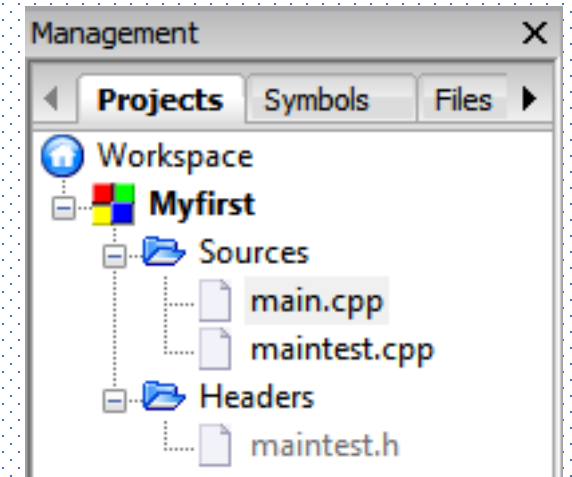 Management
Projects Symbols Files
Workspace
Myfirst
Sources
main.cpp
maintest.cpp
Headers
maintest.h